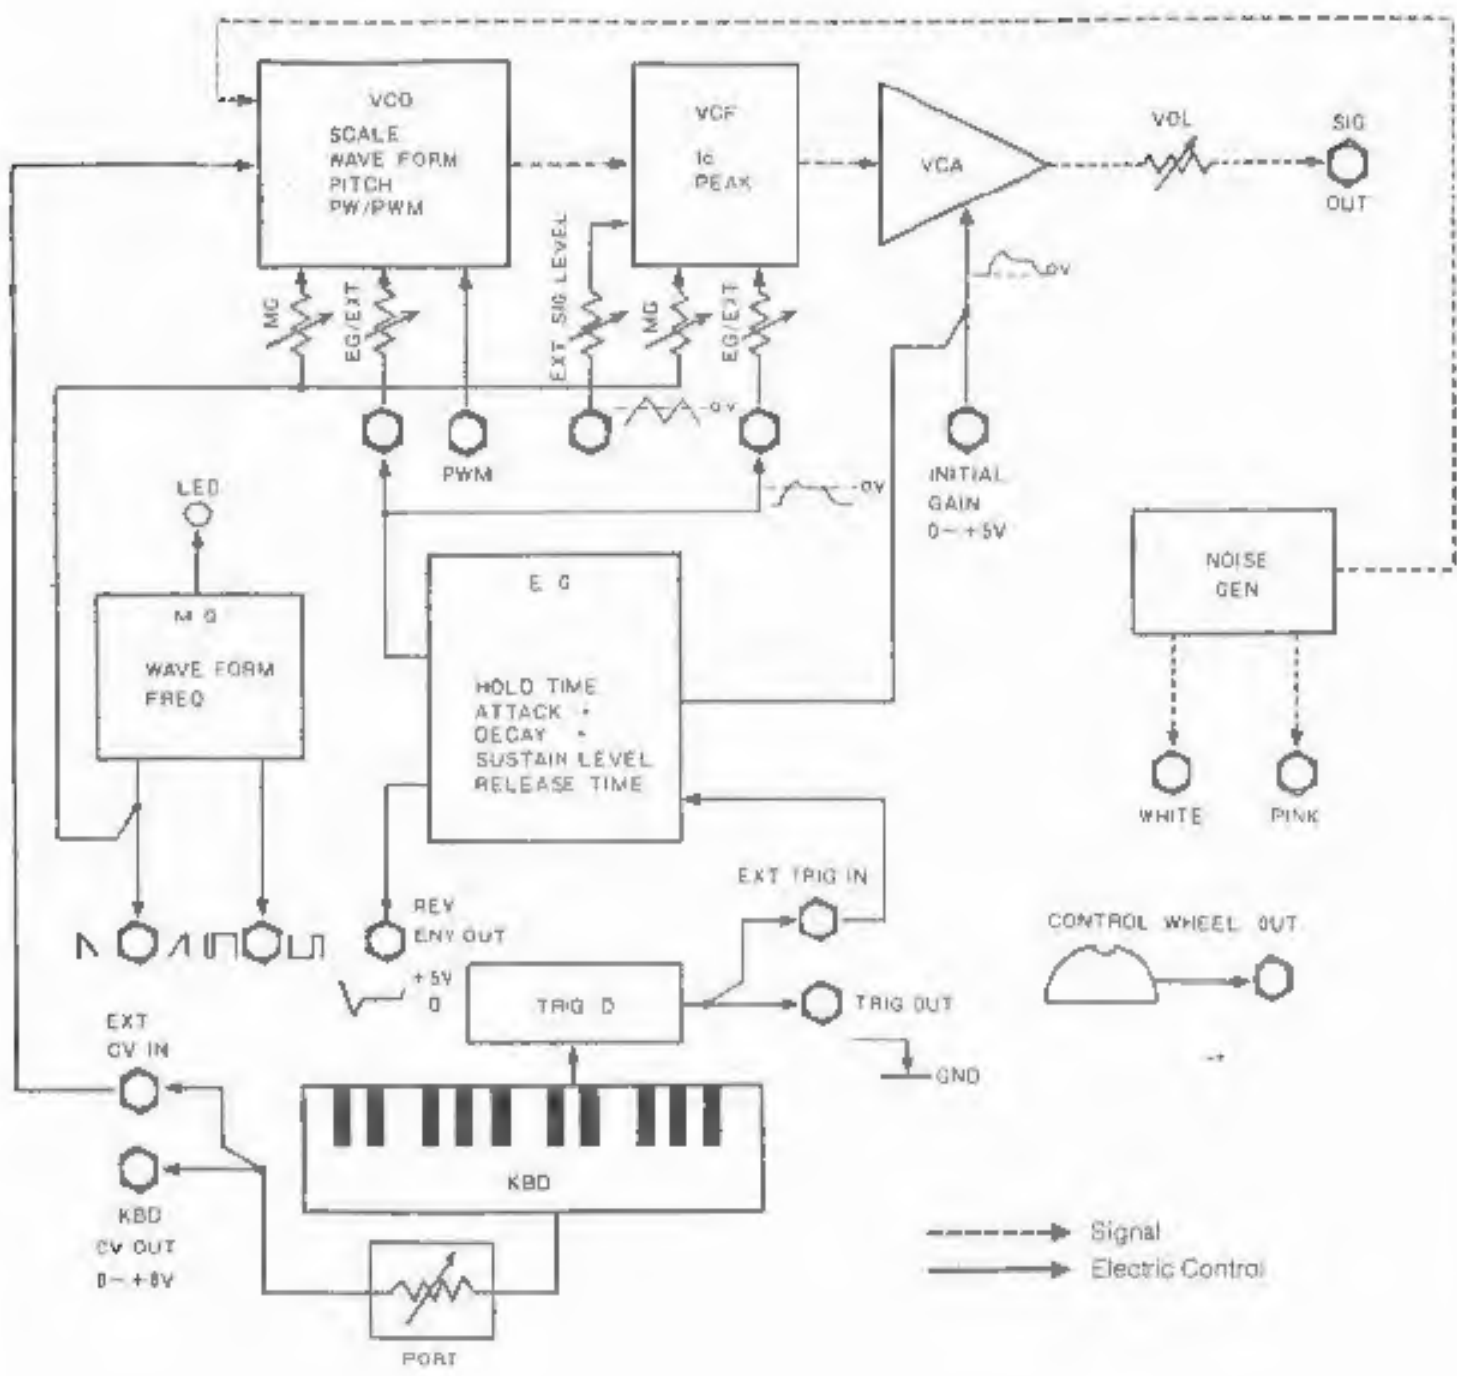 VCO
SCALE
WAVE FORM
PITCH
PW/PWM
VCF
fc
PEAK
VCA
VOL
SIG
OUT
MG
EG/EXT
EXT SIG LEVEL
MG
EG/EXT
0V
0V
PWM
0V
INITIAL
GAIN
0~+5V
LED
MG
WAVE FORM
FREQ
EG
HOLD TIME
ATTACK "
DECAY "
SUSTAIN LEVEL
RELEASE TIME
NOISE
GEN
WHITE
PINK
EXT TRIG IN
REV
ENV OUT
+5V
0
TRIG D
TRIG OUT
GND
CONTROL WHEEL OUT
-+
EXT
CV IN
KBD
CV OUT
0~+8V
KBD
PORT
Signal
Electric Control